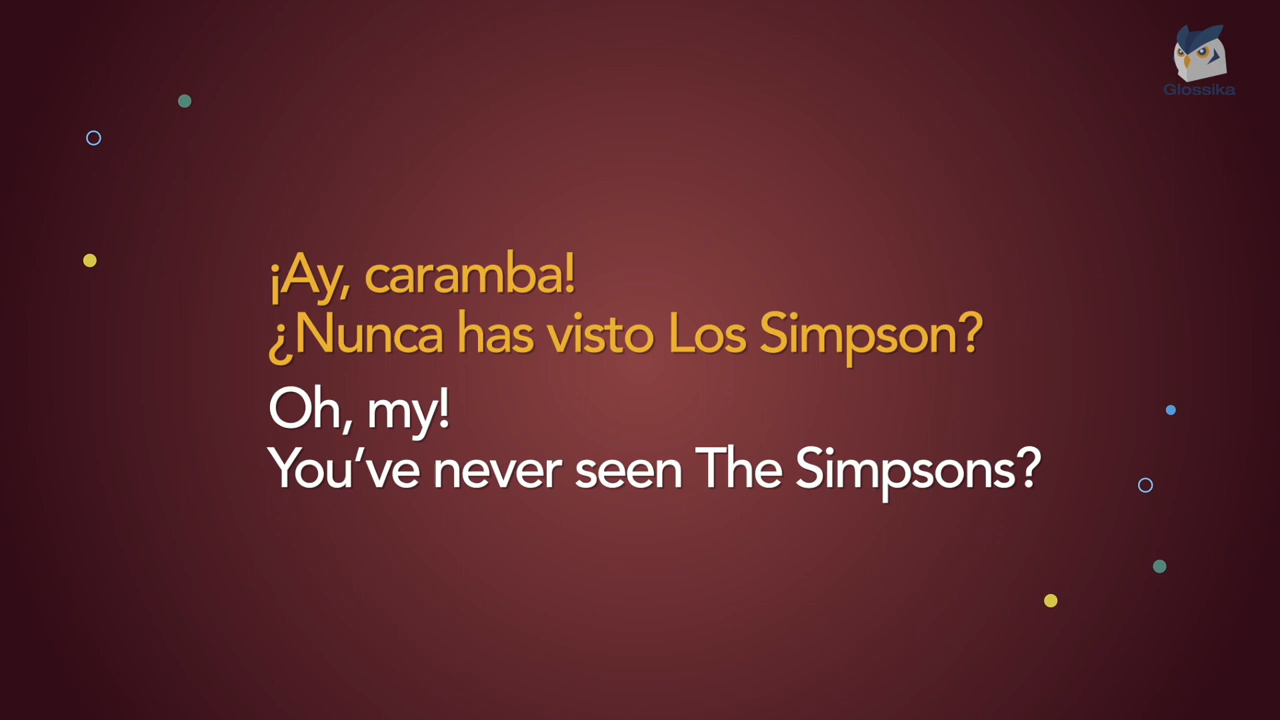 Glossika
¡Ay, caramba!
¿Nunca has visto Los Simpson?
Oh, my!
You’ve never seen The Simpsons?